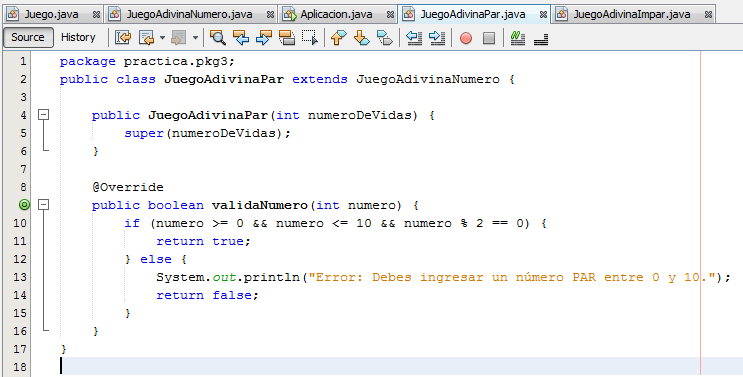 Juego.java JuegoAdivinaNumero.java Aplicacion.java JuegoAdivinaPar.java JuegoAdivinaImpar.java
Source History
1 package practica.pkg3;
2 public class JuegoAdivinaPar extends JuegoAdivinaNumero {
3
4 public JuegoAdivinaPar(int numeroDeVidas) {
5 super(numeroDeVidas);
6 }
7
8 @Override
public boolean validaNumero(int numero) {
10 if (numero >= 0 && numero <= 10 && numero % 2 == 0) {
11 return true;
12 } else {
13 System.out.println("Error: Debes ingresar un número PAR entre 0 y 10.");
14 return false;
15 }
16 }
17 }
18